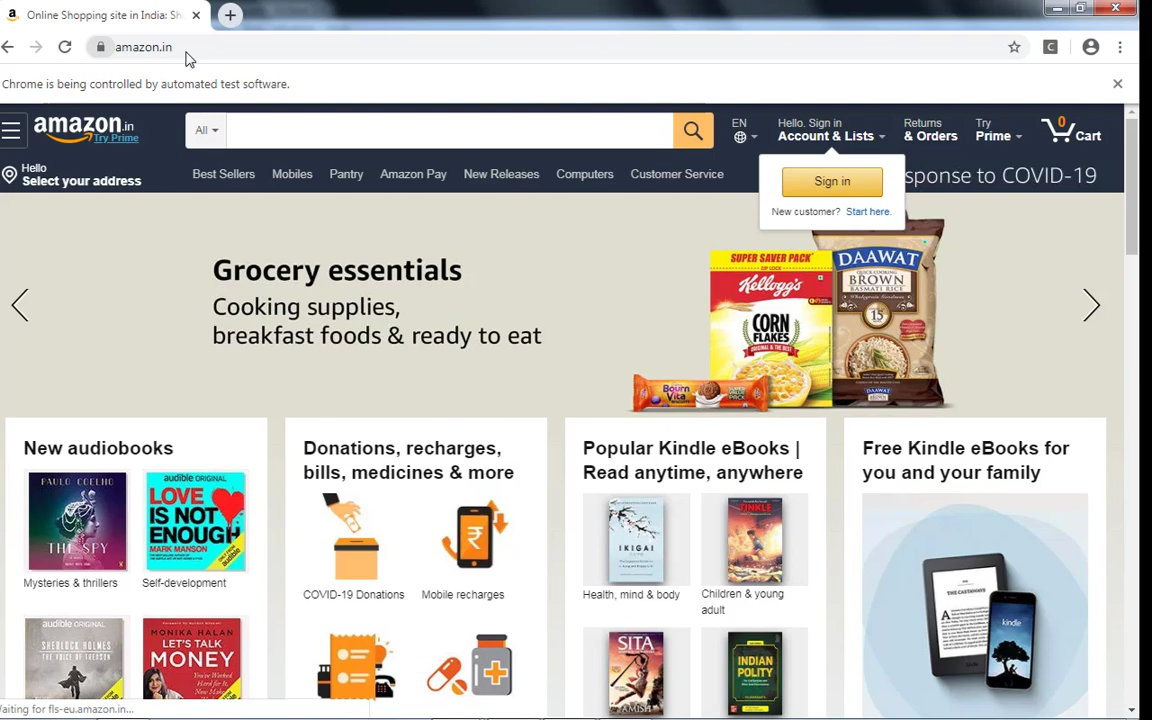 Online Shopping site in India: Sh
amazon.in
Chrome is being controlled by automated test software.
amazon.in
Try Prime
All
EN
Hello. Sign in
Account & Lists
Returns
& Orders
Try
Prime
0
Cart
Hello
Select your address
Best Sellers
Mobiles
Pantry
Amazon Pay
New Releases
Computers
Customer Service
sponse to COVID-19
Sign in
New customer? Start here.
Grocery essentials
Cooking supplies,
breakfast foods & ready to eat
SUPER SAVER PACK
Kellogg's
CORN
FLAKES
DAAWAT
QUICK COOKING
BROWN
BASMATI RICE
15
Bourn
Vita
New audiobooks
PAULO COELHO
THE SPY
audible ORIGINAL
LOVE
IS NOT
ENOUGH
MARK MANSON
Mysteries & thrillers
Self-development
audible ORIGINAL
SHERLOCK HOLMES
MONIKA HALAN
LET'S TALK
MONEY
Donations, recharges,
bills, medicines & more
COVID-19 Donations
Mobile recharges
Popular Kindle eBooks |
Read anytime, anywhere
IKIGAI
TINKLE
Health, mind & body
Children & young
adult
SITA
AMISH
INDIAN
POLITY
Free Kindle eBooks for
you and your family
THE CASTAWAYS
kindle
aiting for fls-eu.amazon.in...